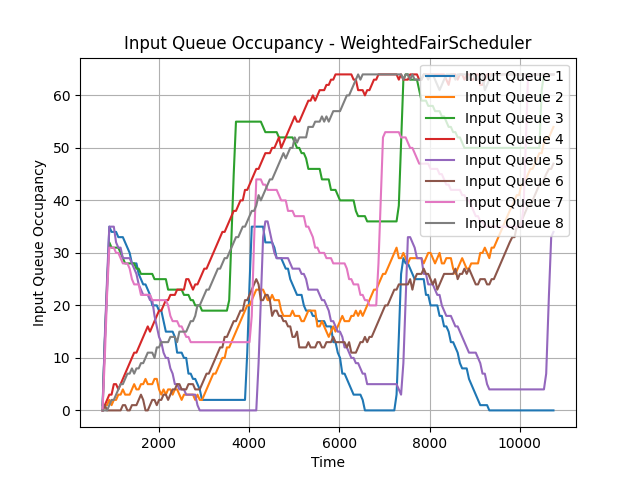 Input Queue Occupancy - WeightedFairScheduler
Input Queue Occupancy
60
50
40
30
20
10
0
2000
4000
6000
8000
10000
Time
Input Queue 1
Input Queue 2
Input Queue 3
Input Queue 4
Input Queue 5
Input Queue 6
Input Queue 7
Input Queue 8